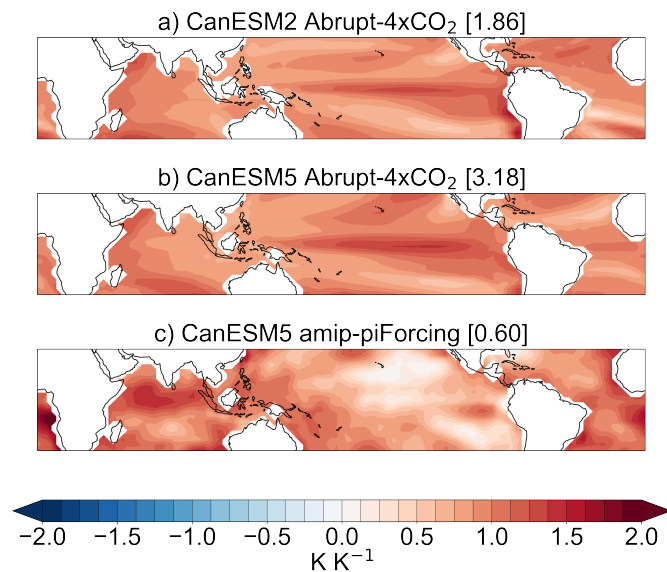 a) CanESM2 Abrupt-4xCO₂ [1.86]
b) CanESM5 Abrupt-4xCO₂ [3.18]
c) CanESM5 amip-piForcing [0.60]
−2.0 −1.5 −1.0 −0.5 0.0 0.5 1.0 1.5 2.0
K K⁻¹